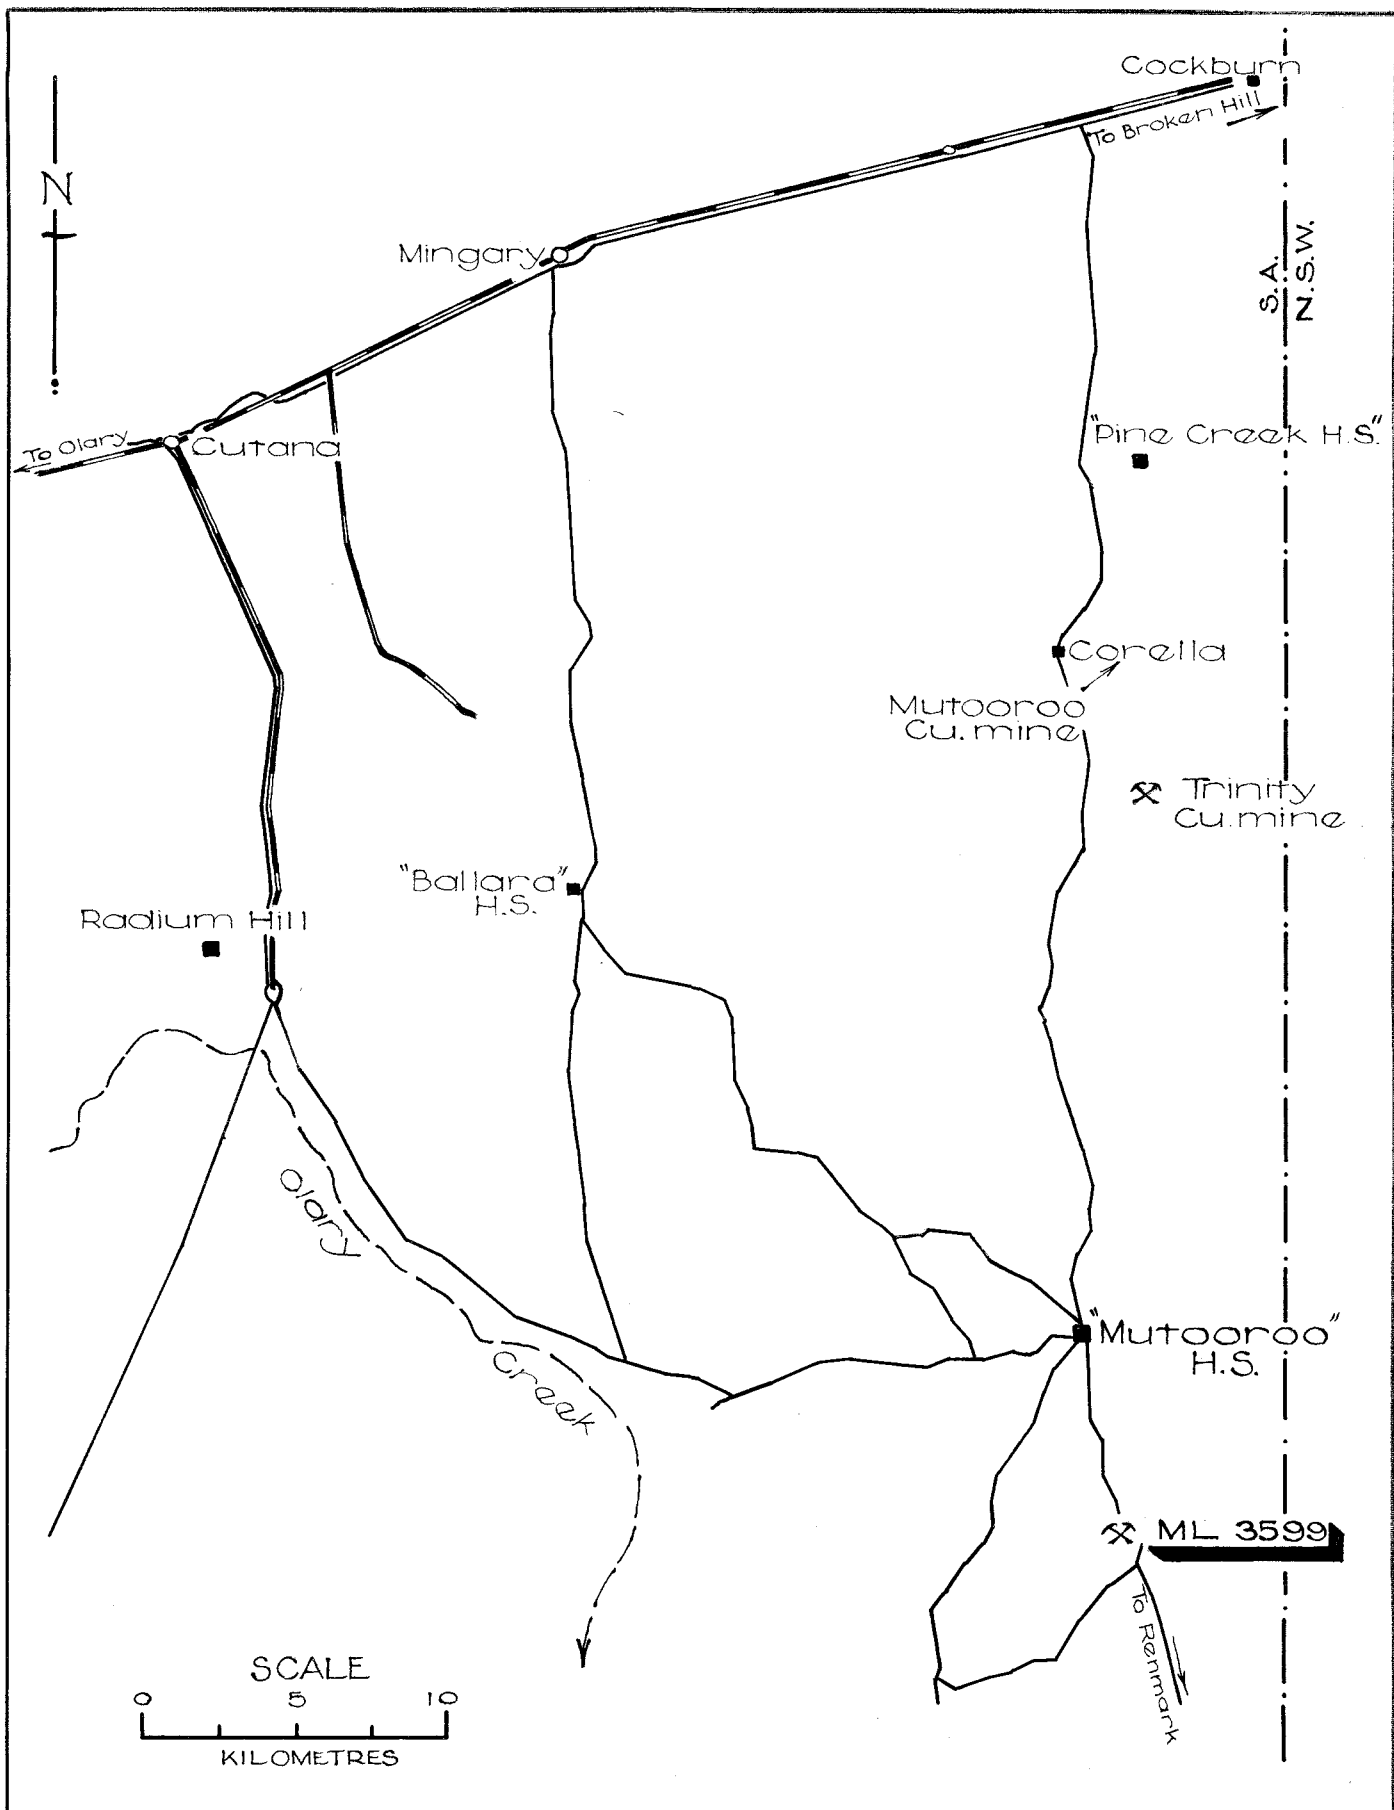 Cockburn
To Broken Hill
N
Mingary
S.A.
N.S.W.
To Olary
Cutana
"Pine Creek H.S."
Corella
Mutooroo
Cu. mine
Trinity
Cu. mine
"Ballara"
H.S.
Radium Hill
Olary
Creek
"Mutooroo"
H.S.
ML 3599
To Renmark
SCALE
0 5 10
KILOMETRES